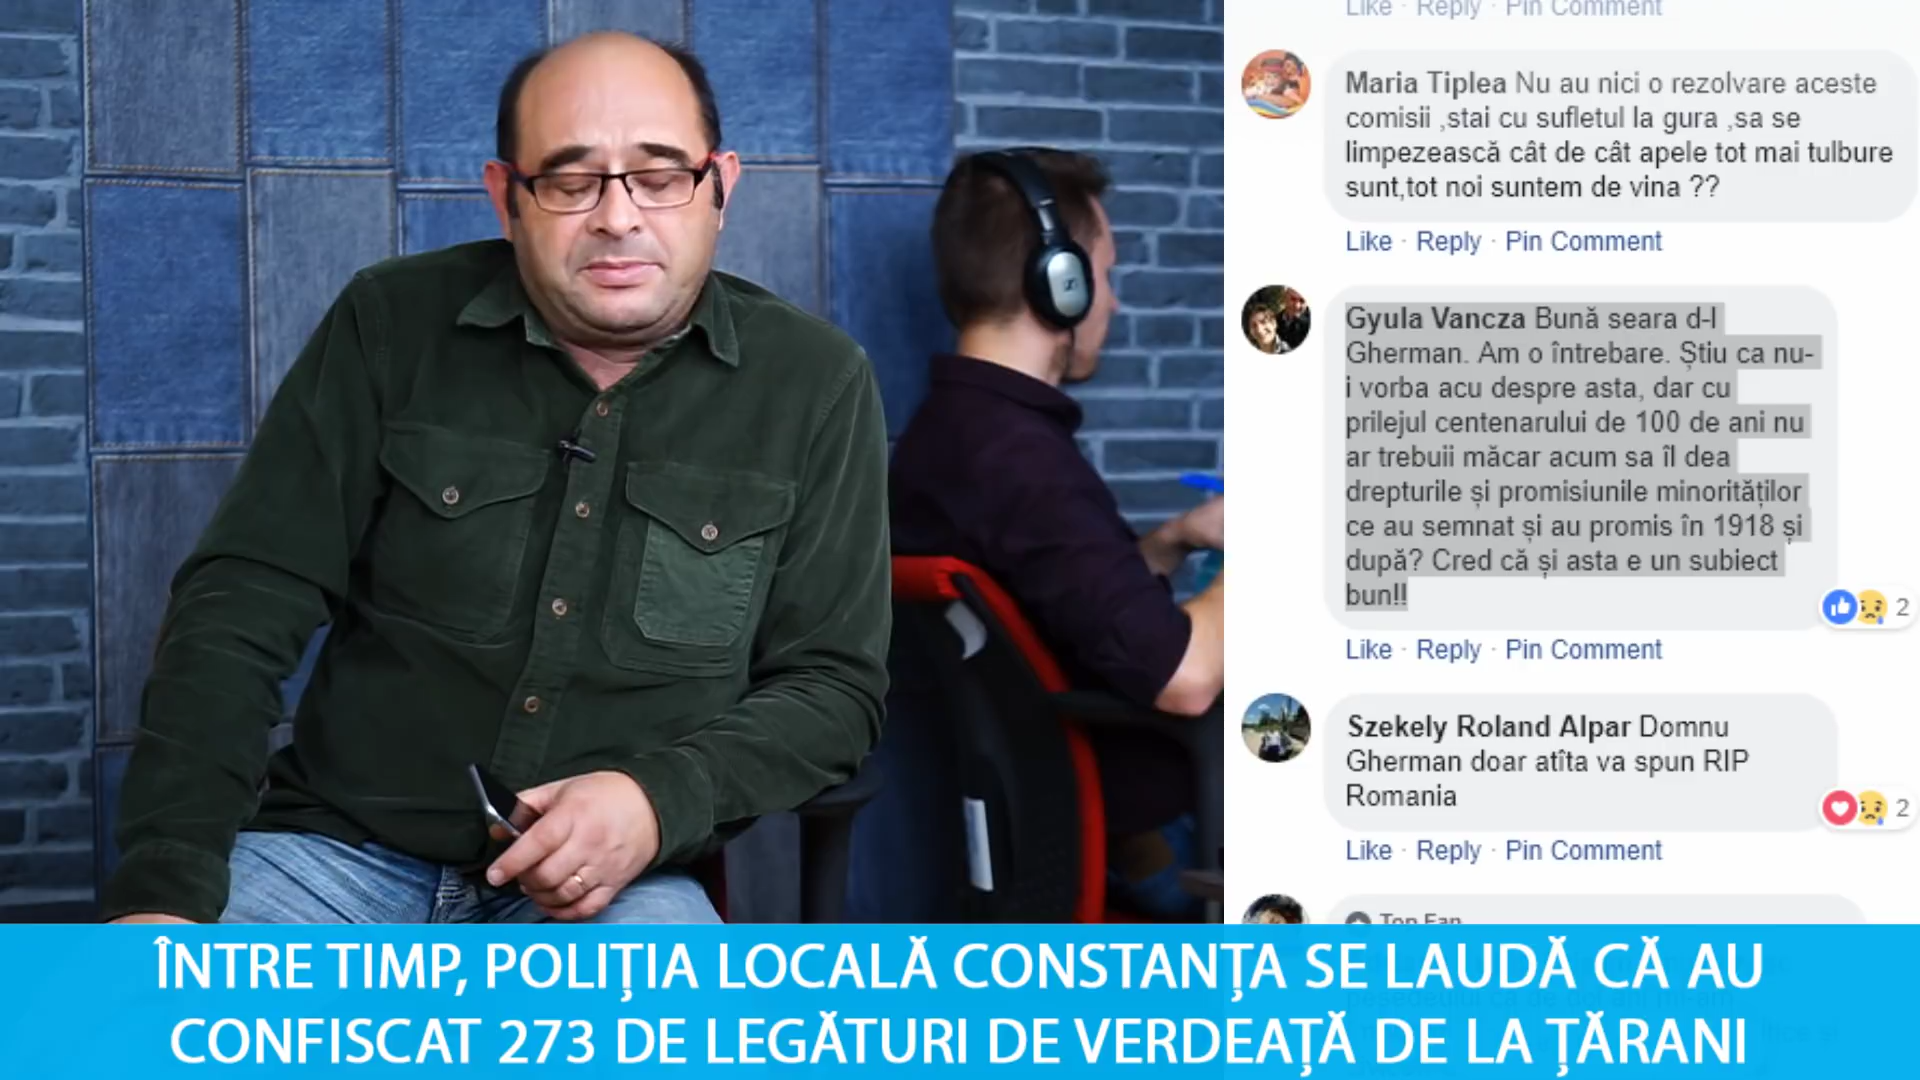 Like · Reply · Pin Comment
Maria Tiplea Nu au nici o rezolvare aceste
comisii ,stai cu sufletul la gura ,sa se
limpezească cât de cât apele tot mai tulbure
sunt,tot noi suntem de vina ??
Like · Reply · Pin Comment
Gyula Vancza Bună seara d-l
Gherman. Am o întrebare. Știu ca nu-
i vorba acu despre asta, dar cu
prilejul centenarului de 100 de ani nu
ar trebuii măcar acum sa îl dea
drepturile și promisiunile minorităților
ce au semnat și au promis în 1918 și
după? Cred că și asta e un subiect
bun!!
2
Like · Reply · Pin Comment
Szekely Roland Alpar Domnu
Gherman doar atîta va spun RIP
Romania
2
Like · Reply · Pin Comment
Top Fan
ÎNTRE TIMP, POLIȚIA LOCALĂ CONSTANȚA SE LAUDĂ CĂ AU
CONFISCAT 273 DE LEGĂTURI DE VERDEAȚĂ DE LA ȚĂRANI